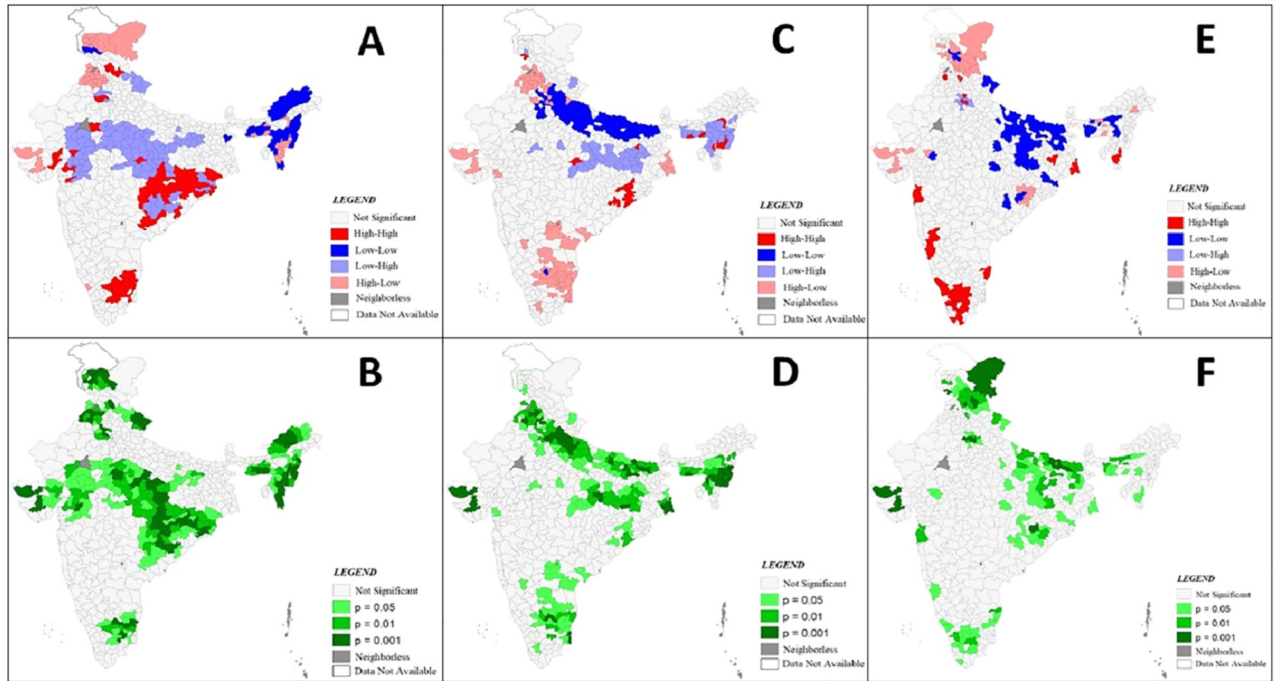 A
LEGEND
Not Significant
High-High
Low-Low
Low-High
High-Low
Neighborless
Data Not Available
C
LEGEND
Not Significant
High-High
Low-Low
Low-High
High-Low
Neighborless
Data Not Available
E
LEGEND
Not Significant
High-High
Low-Low
Low-High
High-Low
Neighborless
Data Not Available
B
LEGEND
Not Significant
p = 0.05
p = 0.01
p = 0.001
Neighborless
Data Not Available
D
LEGEND
Not Significant
p = 0.05
p = 0.01
p = 0.001
Neighborless
Data Not Available
F
LEGEND
Not Significant
p = 0.05
p = 0.01
p = 0.001
Neighborless
Data Not Available